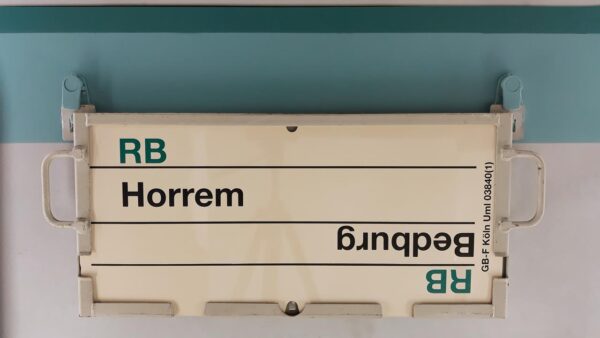 RB
Horrem
Bedburg
RB
GB-F Köln Uml 03840(1)